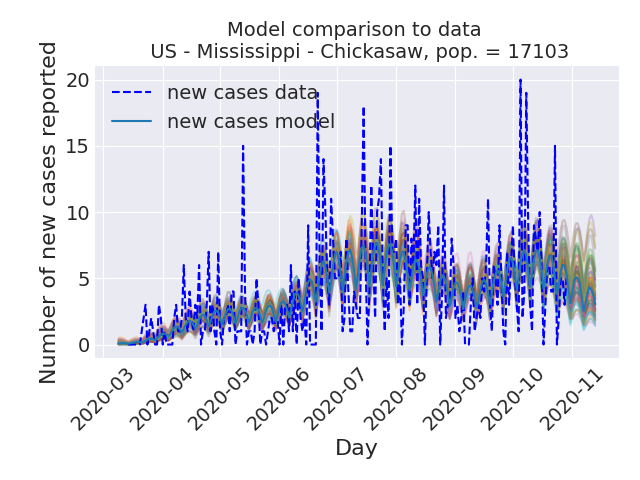 Model comparison to data
US - Mississippi - Chickasaw, pop. = 17103
Number of new cases reported
20
15
10
5
0
new cases data
new cases model
2020-03
2020-04
2020-05
2020-06
2020-07
2020-08
2020-09
2020-10
2020-11
Day